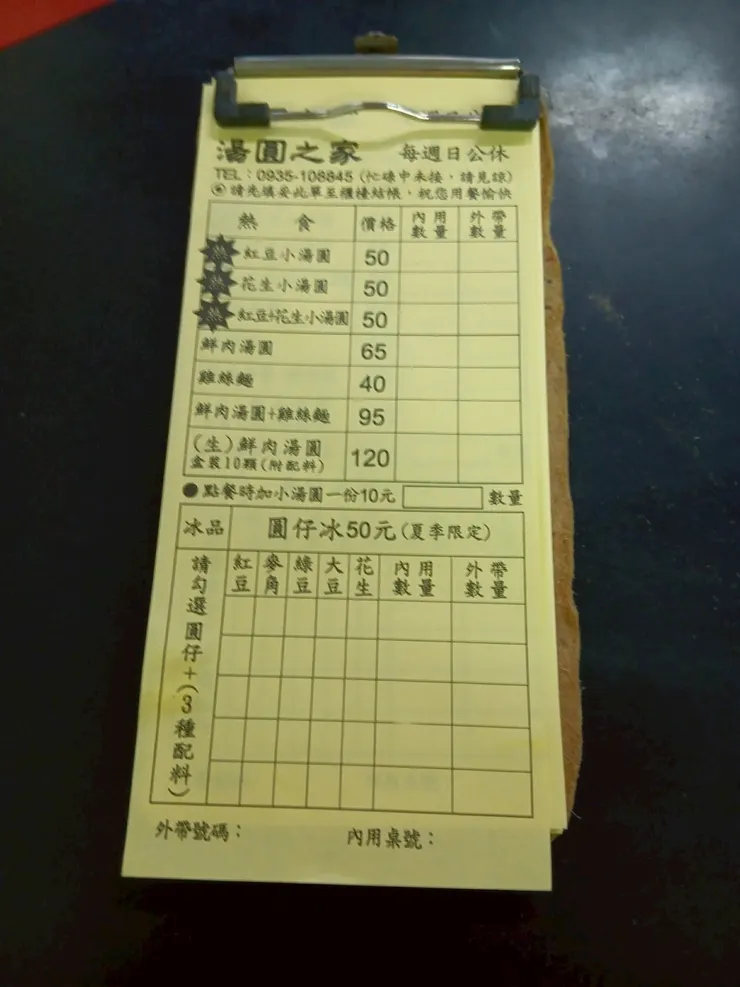 湯圓之家 每週日公休
TEL：0935-108845（忙碌中未接，請見諒）
請先填妥此單至櫃檯結帳，祝您用餐愉快
熱食 價格 內用數量 外帶數量
熱 紅豆小湯圓 50
熱 花生小湯圓 50
熱 紅豆+花生小湯圓 50
鮮肉湯圓 65
雞絲麵 40
鮮肉湯圓+雞絲麵 95
（生）鮮肉湯圓 120
盒裝10顆（附配料）
●點餐時加小湯圓一份10元 數量
冰品 圓仔冰50元（夏季限定）
請勾選圓仔+（3種配料） 紅豆 麥角 綠豆 大豆 花生 內用數量 外帶數量
外帶號碼： 內用桌號：